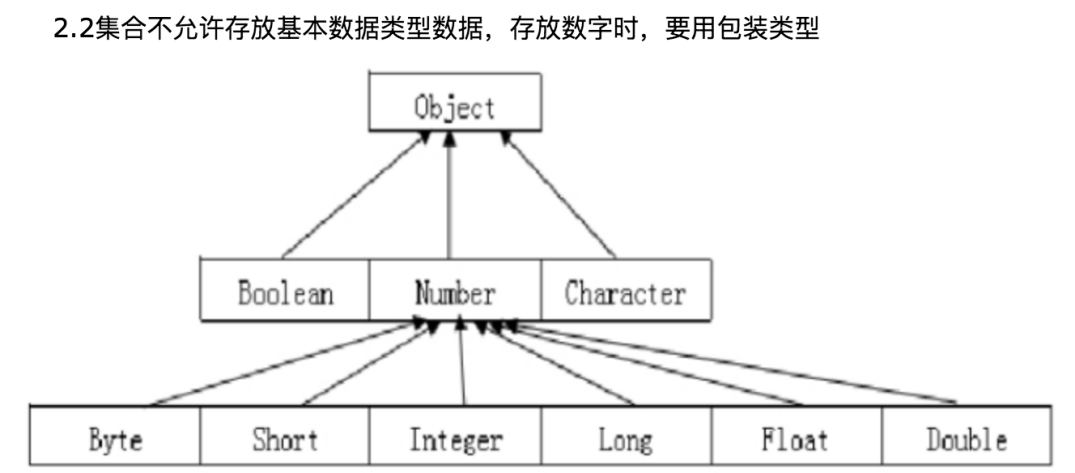 2.2集合不允许存放基本数据类型数据，存放数字时，要用包装类型
Object
Boolean
Number
Character
Byte
Short
Integer
Long
Float
Double